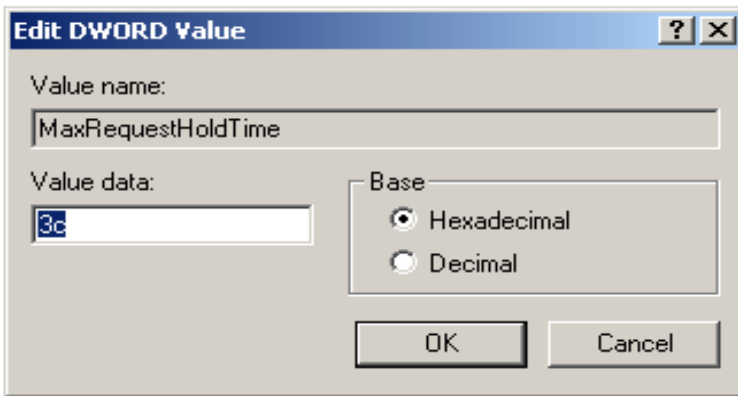 Edit DWORD Value
Value name:
MaxRequestHoldTime
Value data:
3c
Base
Hexadecimal
Decimal
OK
Cancel